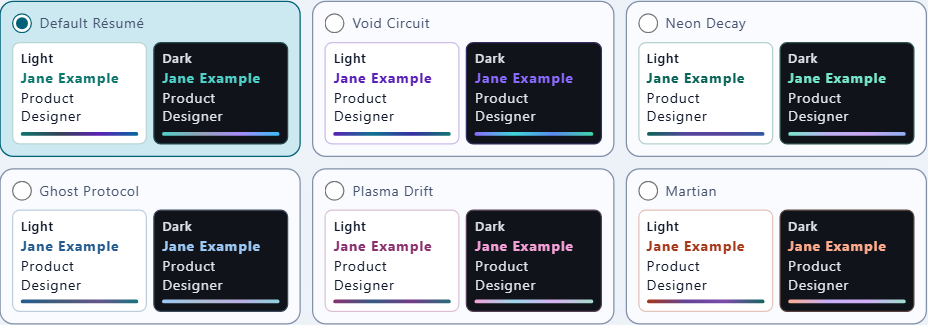 Default Résumé
Light
Jane Example
Product
Designer
Dark
Jane Example
Product
Designer
Void Circuit
Light
Jane Example
Product
Designer
Dark
Jane Example
Product
Designer
Neon Decay
Light
Jane Example
Product
Designer
Dark
Jane Example
Product
Designer
Ghost Protocol
Light
Jane Example
Product
Designer
Dark
Jane Example
Product
Designer
Plasma Drift
Light
Jane Example
Product
Designer
Dark
Jane Example
Product
Designer
Martian
Light
Jane Example
Product
Designer
Dark
Jane Example
Product
Designer